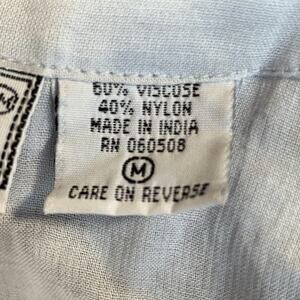 60% VISCOSE
40% NYLON
MADE IN INDIA
RN 060508
M
CARE ON REVERSE